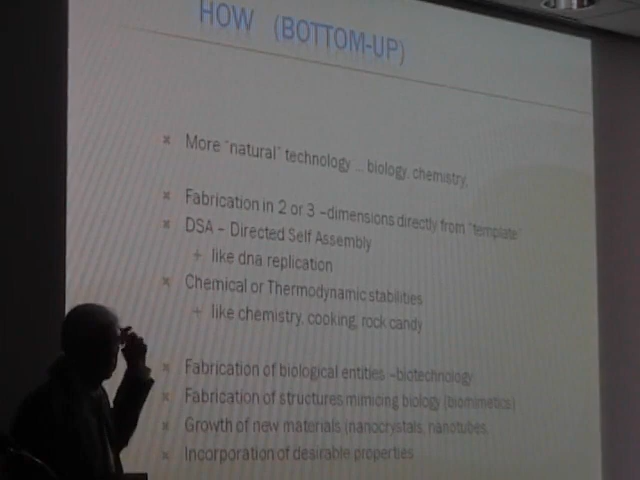 HOW (BOTTOM-UP)
More "natural" technology ... biology, chemistry,
Fabrication in 2 or 3 –dimensions directly from "template"
DSA – Directed Self Assembly
+ like dna replication
Chemical or Thermodynamic stabilities
+ like chemistry, cooking, rock candy
Fabrication of biological entities –biotechnology
Fabrication of structures mimicing biology (biomimetics)
Growth of new materials (nanocrystals, nanotubes,
Incorporation of desirable properties